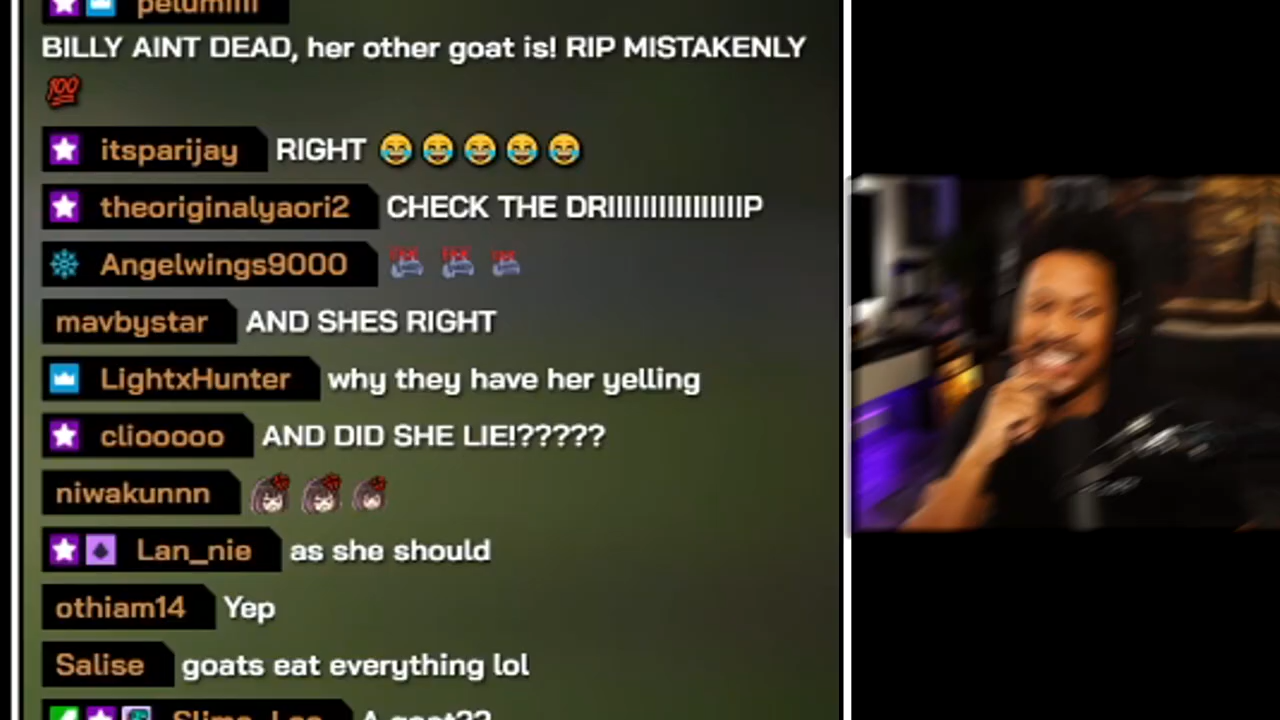 pelumiiii
BILLY AINT DEAD, her other goat is! RIP MISTAKENLY
💯
itsparijay RIGHT 😂😂😂😂😂
theoriginalyaori2 CHECK THE DRIIIIIIIIIIIIIIIIP
Angelwings9000
mavbystar AND SHES RIGHT
LightxHunter why they have her yelling
cliooooo AND DID SHE LIE!?????
niwakunnn
Lan_nie as she should
othiam14 Yep
Salise goats eat everything lol
A goat??